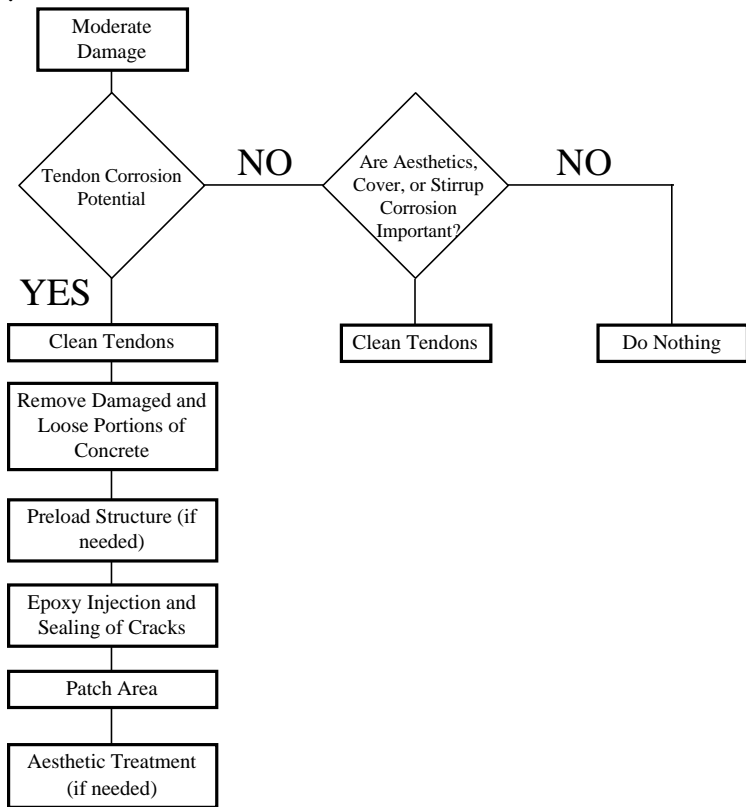 Moderate
Damage
Tendon Corrosion
Potential
NO
Are Aesthetics,
Cover, or Stirrup
Corrosion
Important?
NO
YES
Clean Tendons
Clean Tendons
Do Nothing
Remove Damaged and
Loose Portions of
Concrete
Preload Structure (if
needed)
Epoxy Injection and
Sealing of Cracks
Patch Area
Aesthetic Treatment
(if needed)